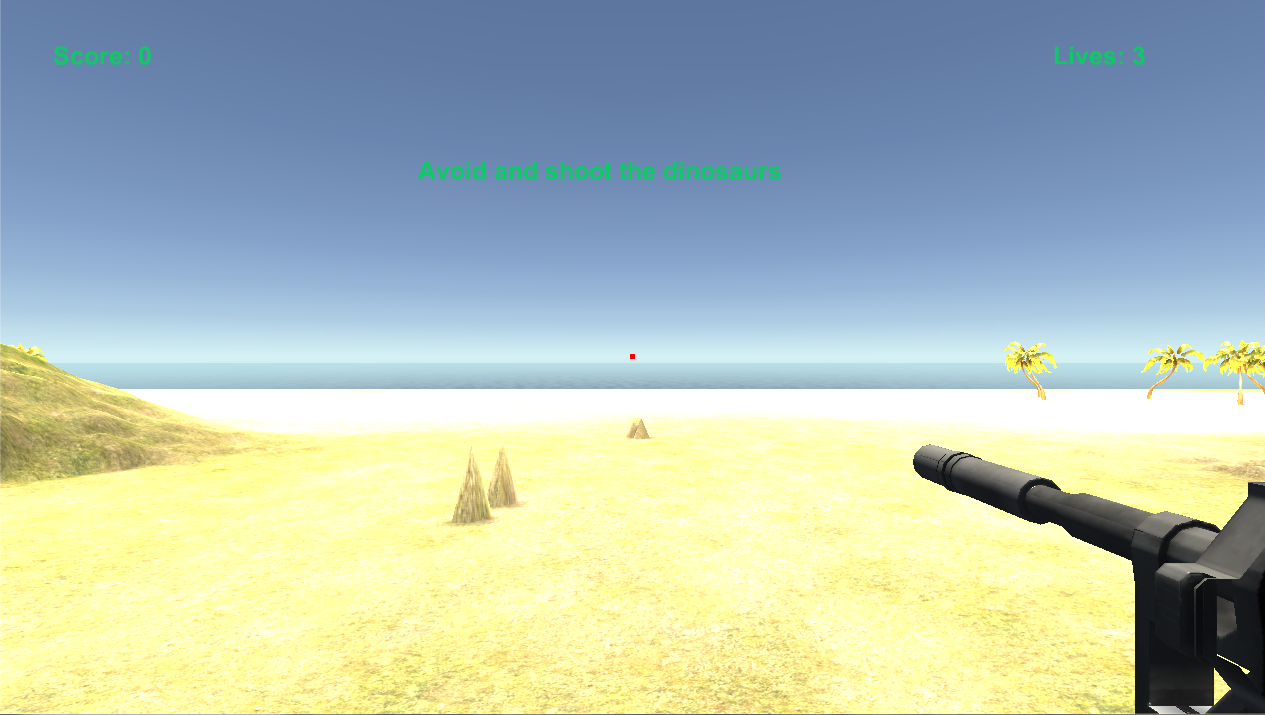 Score: 0
Lives: 3
Avoid and shoot the dinosaurs